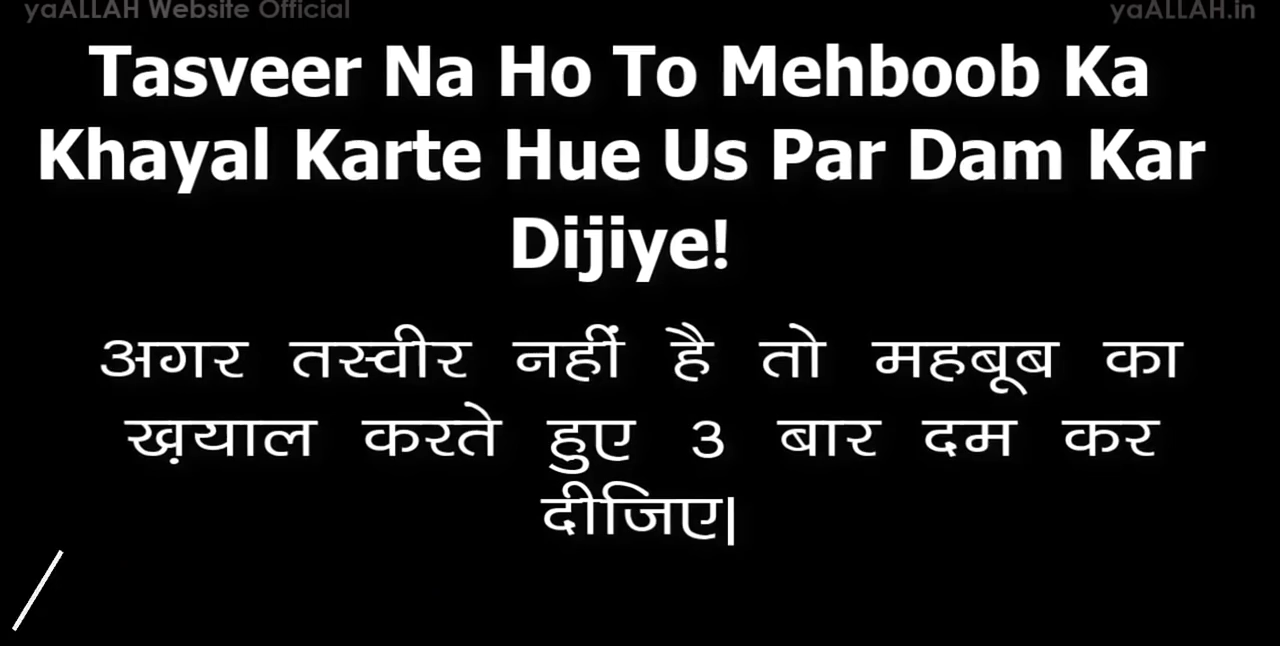 yaALLAH Website Official
yaALLAH.in
Tasveer Na Ho To Mehboob Ka
Khayal Karte Hue Us Par Dam Kar
Dijiye!
अगर तस्वीर नहीं है तो महबूब का
ख़याल करते हुए 3 बार दम कर
दीजिए|